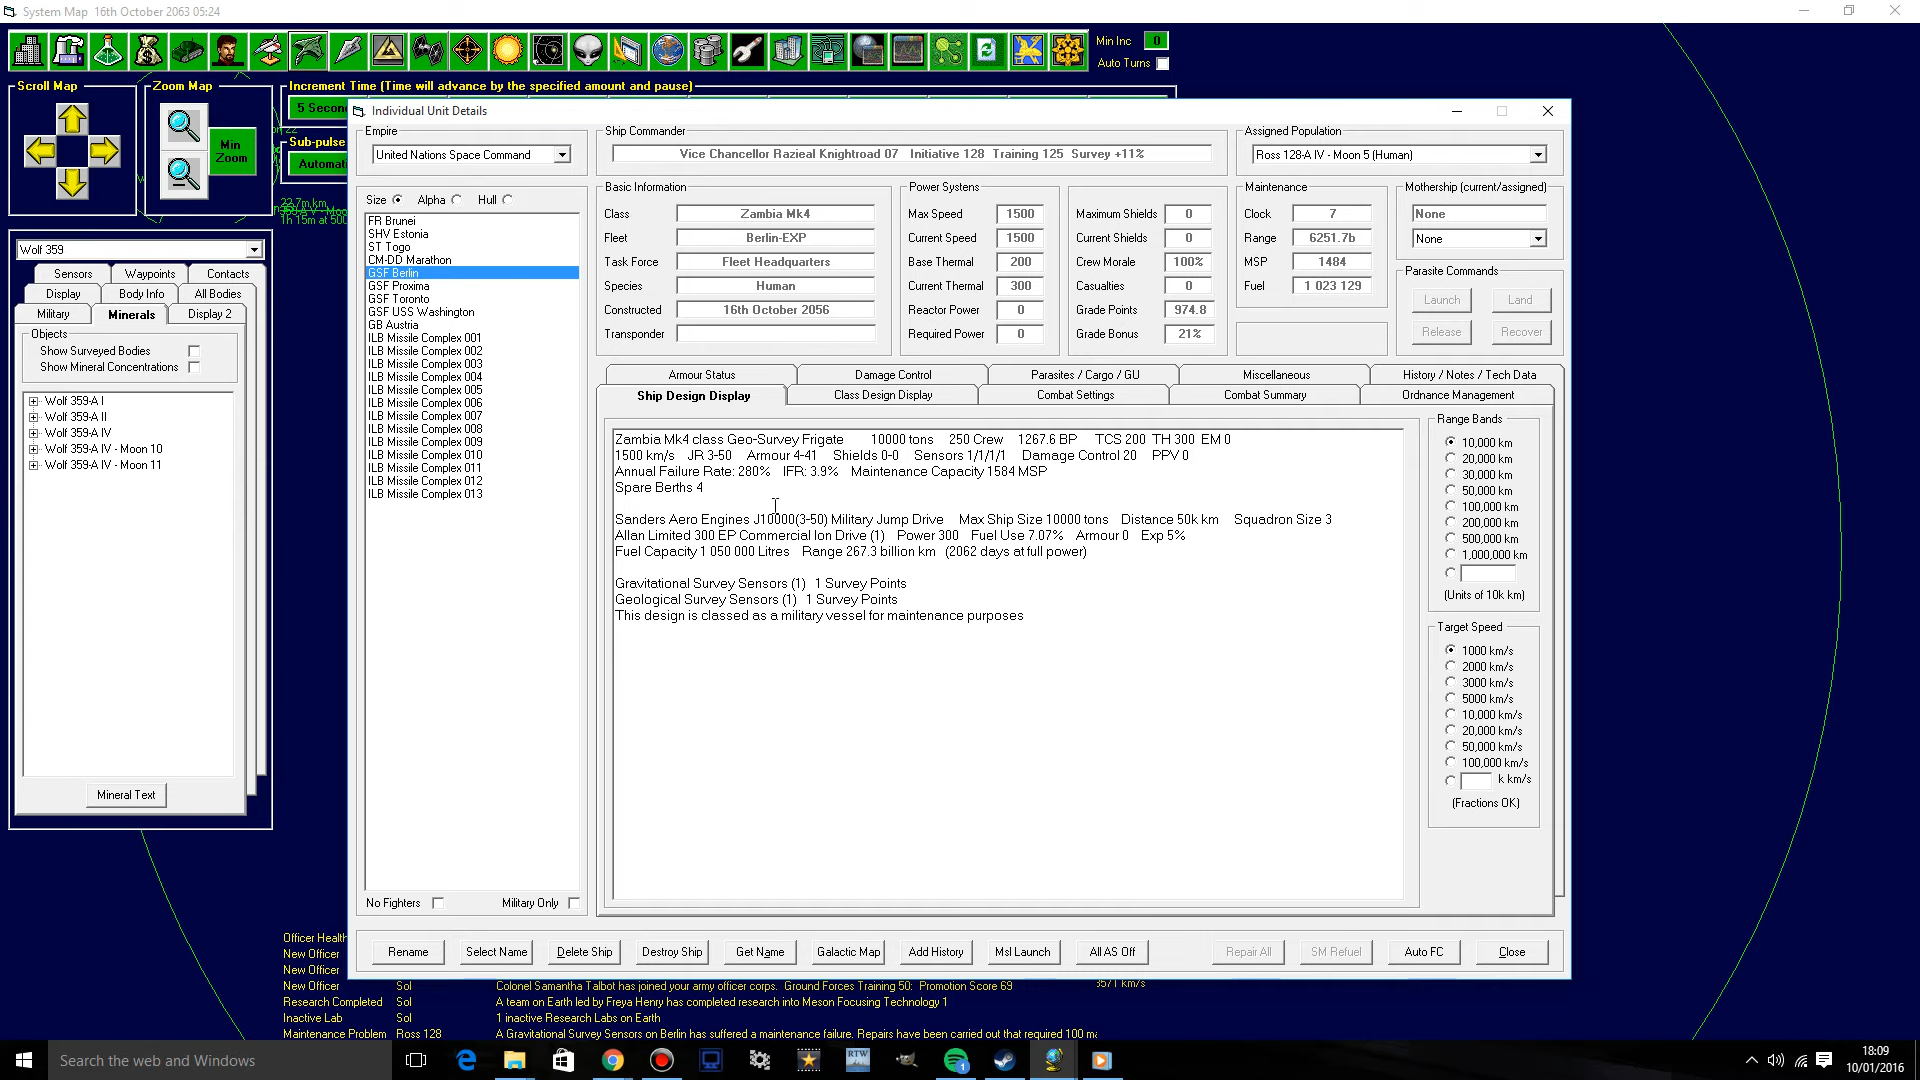 System Map   16th October 2063 05:24
Min Inc 0
Auto Turns
Scroll Map
Zoom Map
Min Zoom
Increment Time (Time will advance by the specified amount and pause)
Sub-pulse
Wolf 359
Sensors Waypoints Contacts
Display Body Info All Bodies
Military Minerals Display 2
Objects
Show Surveyed Bodies
Show Mineral Concentrations
Wolf 359-A I
Wolf 359-A II
Wolf 359-A IV
Wolf 359-A IV - Moon 10
Wolf 359-A IV - Moon 11
Mineral Text
Individual Unit Details
Empire
United Nations Space Command
Ship Commander
Vice Chancellor Razieal Knightroad 07   Initiative 128  Training 125  Survey +11%
Assigned Population
Ross 128-A IV - Moon 5 (Human)
Size Alpha Hull
FR Brunei
SHV Estonia
ST Togo
CM-DD Marathon
GSF Berlin
GSF Proxima
GSF Toronto
GSF USS Washington
GB Austria
ILB Missile Complex 001
ILB Missile Complex 002
ILB Missile Complex 003
ILB Missile Complex 004
ILB Missile Complex 005
ILB Missile Complex 006
ILB Missile Complex 007
ILB Missile Complex 008
ILB Missile Complex 009
ILB Missile Complex 010
ILB Missile Complex 011
ILB Missile Complex 012
ILB Missile Complex 013
No Fighters Military Only
Basic Information
Class Zambia Mk4
Fleet Berlin-EXP
Task Force Fleet Headquarters
Species Human
Constructed 16th October 2056
Transponder
Power Systens
Max Speed 1500
Current Speed 1500
Base Thermal 200
Current Thermal 300
Reactor Power 0
Required Power 0
Maximum Shields 0
Current Shields 0
Crew Morale 100%
Casualties 0
Grade Points 974.8
Grade Bonus 21%
Maintenance
Clock 7
Range 6251.7b
MSP 1484
Fuel 1 023 129
Mothership (current/assigned)
None
None
Parasite Commands
Launch Land
Release Recover
Armour Status Damage Control Parasites / Cargo / GU Miscellaneous History / Notes / Tech Data
Ship Design Display Class Design Display Combat Settings Combat Summary Ordnance Management
Zambia Mk4 class Geo-Survey Frigate      10000 tons    250 Crew    1267.6 BP     TCS 200  TH 300  EM 0
1500 km/s    JR 3-50    Armour 4-41    Shields 0-0    Sensors 1/1/1/1    Damage Control 20    PPV 0
Annual Failure Rate: 280%    IFR: 3.9%    Maintenance Capacity 1584 MSP
Spare Berths 4
Sanders Aero Engines J10000(3-50) Military Jump Drive    Max Ship Size 10000 tons    Distance 50k km    Squadron Size 3
Allan Limited 300 EP Commercial Ion Drive (1)    Power 300    Fuel Use 7.07%    Armour 0    Exp 5%
Fuel Capacity 1 050 000 Litres    Range 267.3 billion km   (2062 days at full power)
Gravitational Survey Sensors (1)   1 Survey Points
Geological Survey Sensors (1)   1 Survey Points
This design is classed as a military vessel for maintenance purposes
Range Bands
10,000 km
20,000 km
30,000 km
50,000 km
100,000 km
200,000 km
500,000 km
1,000,000 km
(Units of 10k km)
Target Speed
1000 km/s
2000 km/s
3000 km/s
5000 km/s
10,000 km/s
20,000 km/s
50,000 km/s
100,000 km/s
k km/s
(Fractions OK)
Rename Select Name Delete Ship Destroy Ship Get Name Galactic Map Add History Msl Launch All AS Off Repair All SM Refuel Auto FC Close
Officer Health
New Officer
New Officer
New Officer Sol Colonel Samantha Talbot has joined your army officer corps.  Ground Forces Training 50:  Promotion Score 69
Research Completed Sol A team on Earth led by Freya Henry has completed research into Meson Focusing Technology 1
Inactive Lab Sol 1 inactive Research Labs on Earth
Maintenance Problem Ross 128 A Gravitational Survey Sensors on Berlin has suffered a maintenance failure. Repairs have been carried out that required 100
Search the web and Windows
RTW
1
18:09
10/01/2016